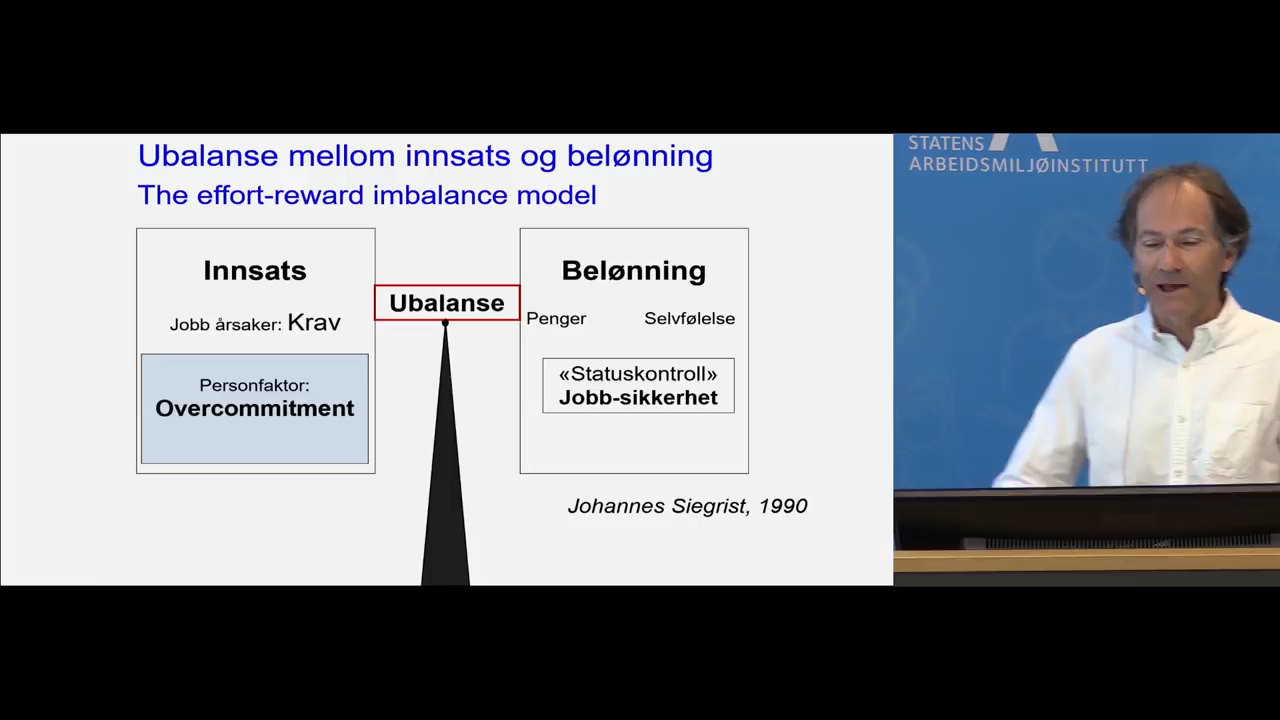 Ubalanse mellom innsats og belønning
The effort-reward imbalance model
Innsats
Jobb årsaker: Krav
Personfaktor:
Overcommitment
Ubalanse
Belønning
Penger Selvfølelse
«Statuskontroll»
Jobb-sikkerhet
Johannes Siegrist, 1990
STATENS
ARBEIDSMILJØINSTITUTT